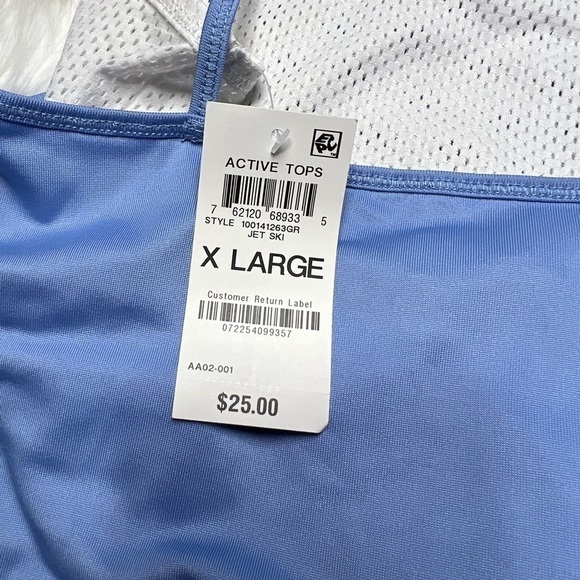 ACTIVE TOPS
7 62120 68933 5
STYLE 100141263GR
JET SKI
X LARGE
Customer Return Label
072254099357
AA02-001
$25.00